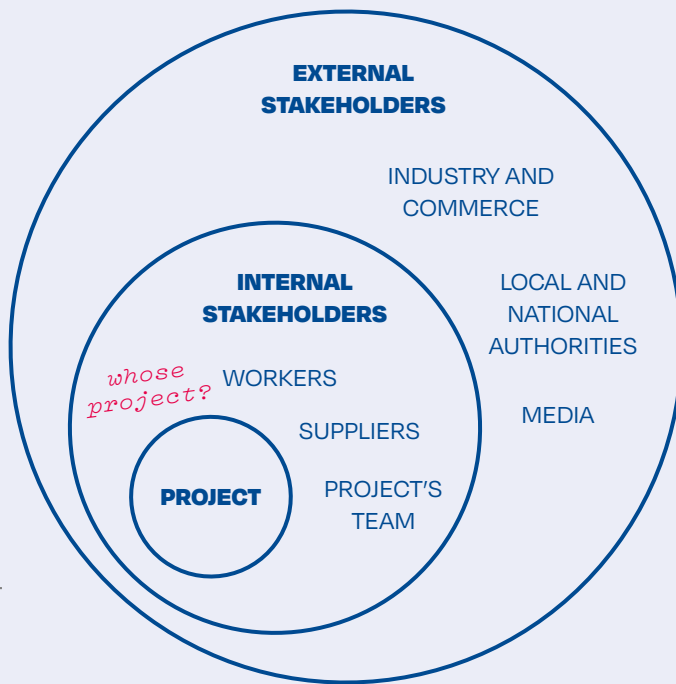 EXTERNAL
STAKEHOLDERS
INDUSTRY AND
COMMERCE
INTERNAL
STAKEHOLDERS
LOCAL AND
NATIONAL
AUTHORITIES
whose
project?
WORKERS
MEDIA
SUPPLIERS
PROJECT
PROJECT'S
TEAM